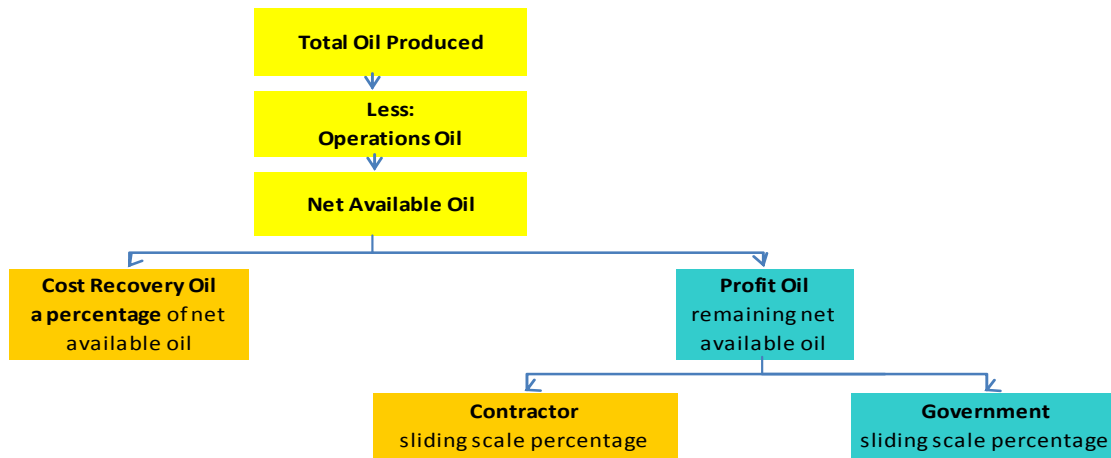 Total Oil Produced
Less:
Operations Oil
Net Available Oil
Cost Recovery Oil
a percentage of net
available oil
Profit Oil
remaining net
available oil
Contractor
sliding scale percentage
Government
sliding scale percentage